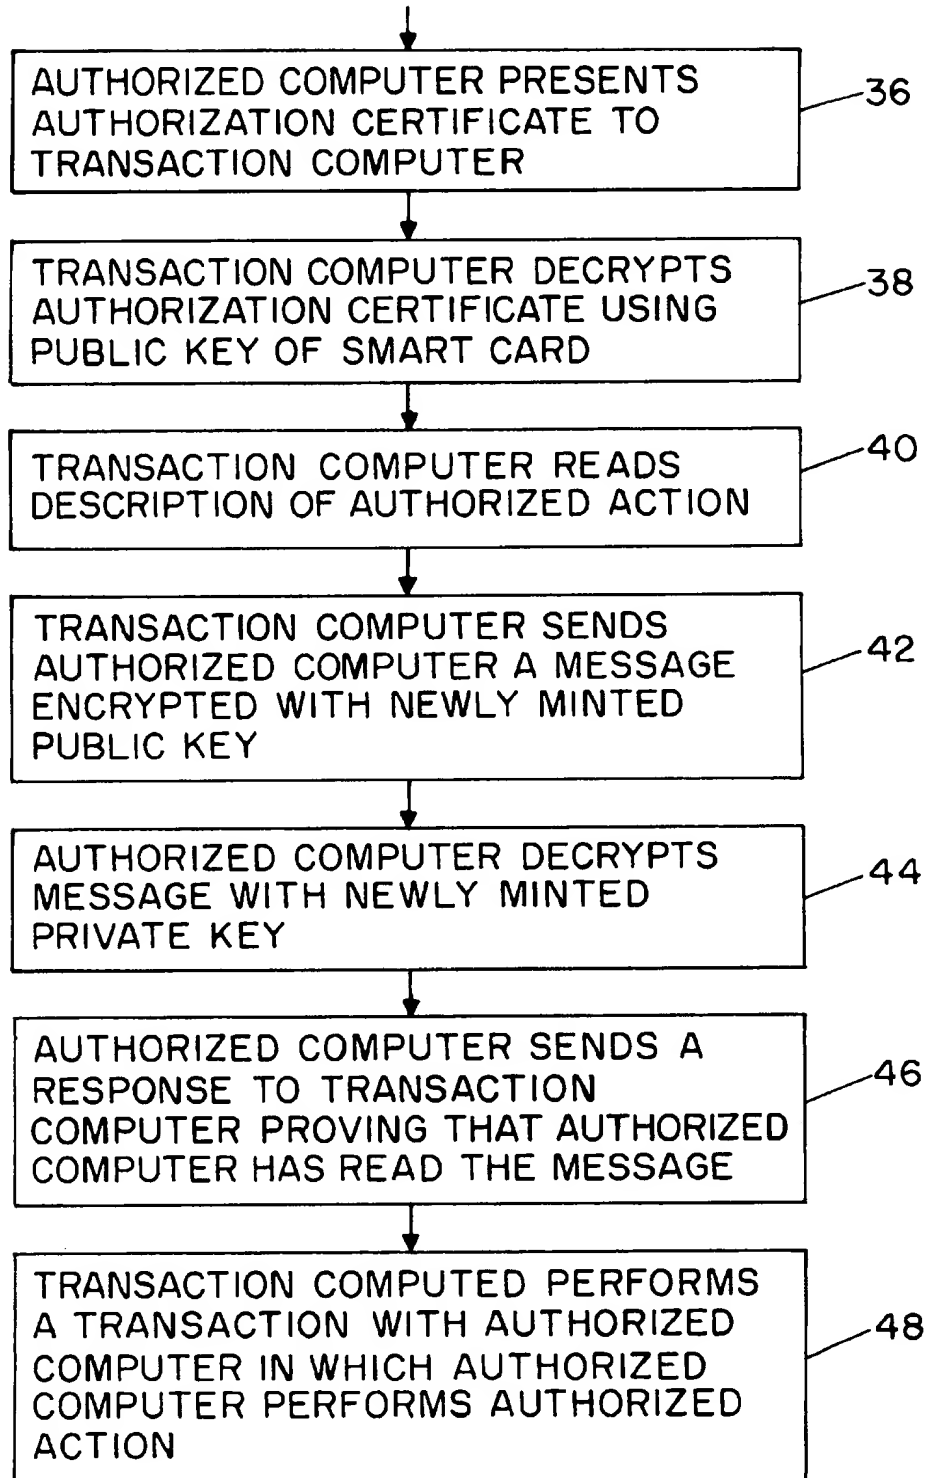 AUTHORIZED COMPUTER PRESENTS
AUTHORIZATION CERTIFICATE TO
TRANSACTION COMPUTER
36
TRANSACTION COMPUTER DECRYPTS
AUTHORIZATION CERTIFICATE USING
PUBLIC KEY OF SMART CARD
38
TRANSACTION COMPUTER READS
DESCRIPTION OF AUTHORIZED ACTION
40
TRANSACTION COMPUTER SENDS
AUTHORIZED COMPUTER A MESSAGE
ENCRYPTED WITH NEWLY MINTED
PUBLIC KEY
42
AUTHORIZED COMPUTER DECRYPTS
MESSAGE WITH NEWLY MINTED
PRIVATE KEY
44
AUTHORIZED COMPUTER SENDS A
RESPONSE TO TRANSACTION
COMPUTER PROVING THAT AUTHORIZED
COMPUTER HAS READ THE MESSAGE
46
TRANSACTION COMPUTED PERFORMS
A TRANSACTION WITH AUTHORIZED
COMPUTER IN WHICH AUTHORIZED
COMPUTER PERFORMS AUTHORIZED
ACTION
48